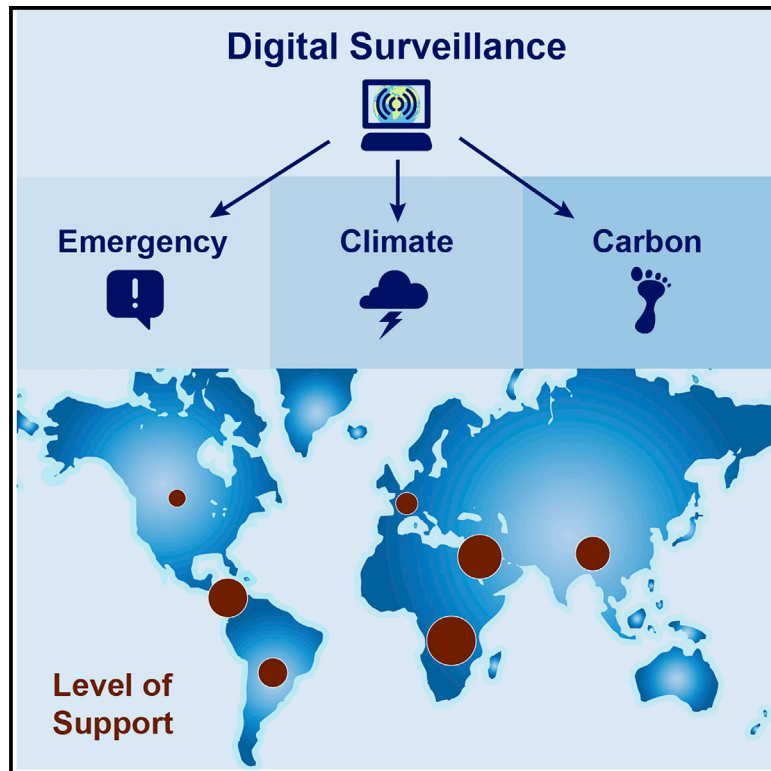 Digital Surveillance
Emergency
Climate
Carbon
Level of
Support